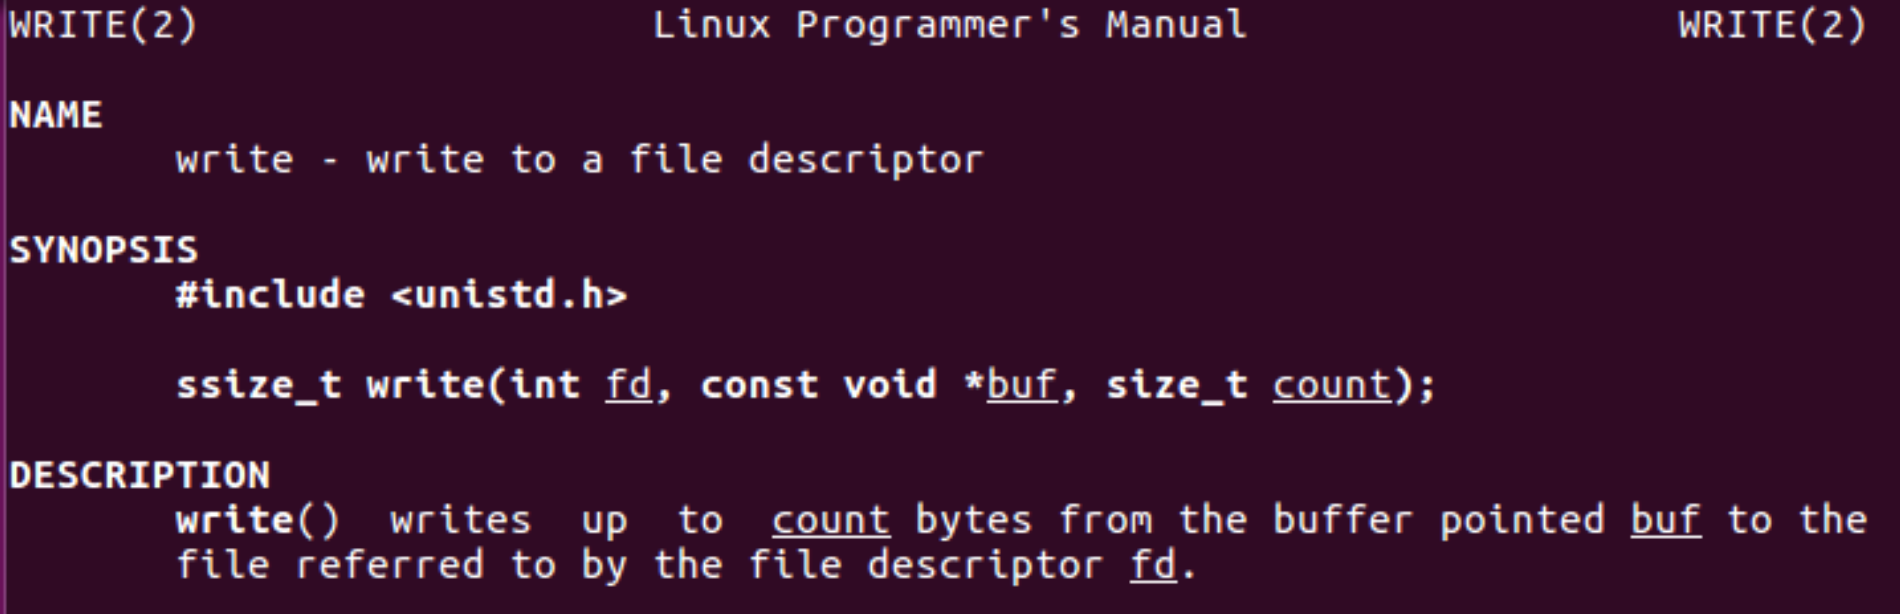 WRITE(2) Linux Programmer's Manual WRITE(2)
NAME
write - write to a file descriptor
SYNOPSIS
#include <unistd.h>
ssize_t write(int fd, const void *buf, size_t count);
DESCRIPTION
write() writes up to count bytes from the buffer pointed buf to the
file referred to by the file descriptor fd.